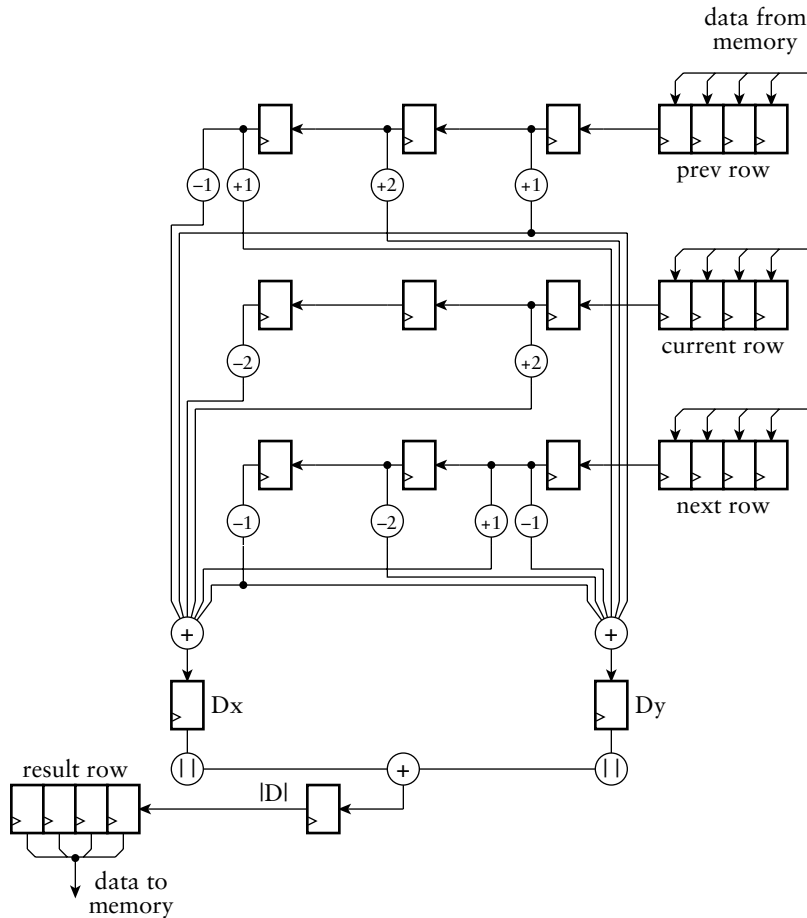 data from
memory
prev row
−1
+1
+2
+1
current row
−2
+2
next row
−1
−2
+1
−1
+
+
Dx
Dy
| |
+
| |
result row
|D|
data to
memory